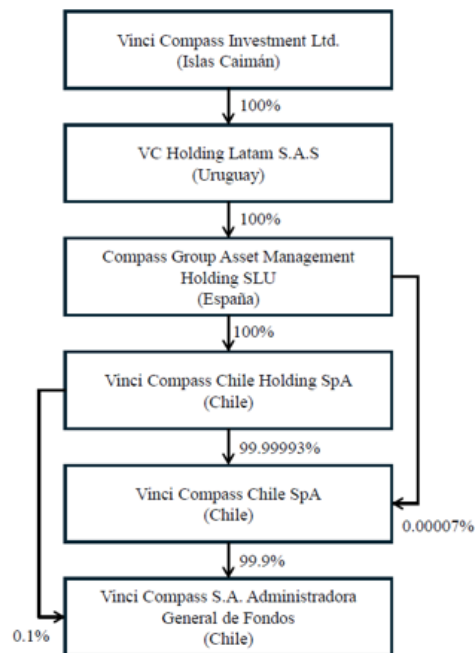 Vinci Compass Investment Ltd.
(Islas Caimán)
100%
VC Holding Latam S.A.S
(Uruguay)
100%
Compass Group Asset Management
Holding SLU
(España)
100%
Vinci Compass Chile Holding SpA
(Chile)
99.99993%
Vinci Compass Chile SpA
(Chile)
0.00007%
99.9%
Vinci Compass S.A. Administradora
General de Fondos
(Chile)
0.1%